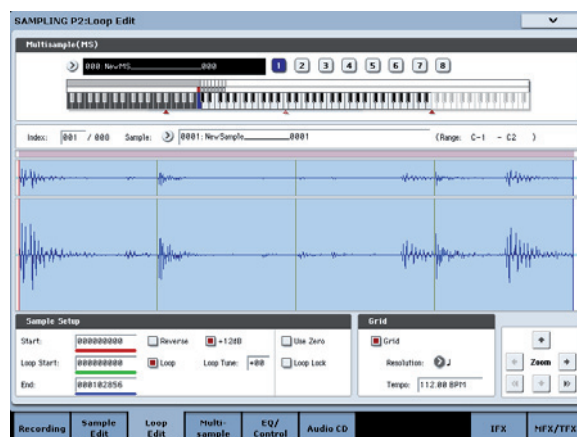 SAMPLING P2:Loop Edit
Multisample(MS)
000 NewMS_____________000
1 2 3 4 5 6 7 8
Index: 001 / 000 Sample: 0001: NewSample_________0001 (Range: C-1 - C2 )
Sample Setup
Grid
Start: 000000000 Reverse +12dB Use Zero
Grid
Loop Start: 000000000 Loop Loop Tune: +00 Loop Lock
Resolution:
Zoom
End: 000102856
Tempo: 112.00 BPM
Recording
Sample Edit
Loop Edit
Multi-sample
EQ/Control
Audio CD
IFX
MFX/TFX